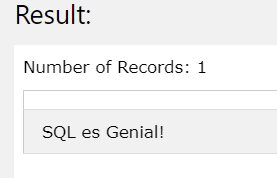 Result:
Number of Records: 1
SQL es Genial!